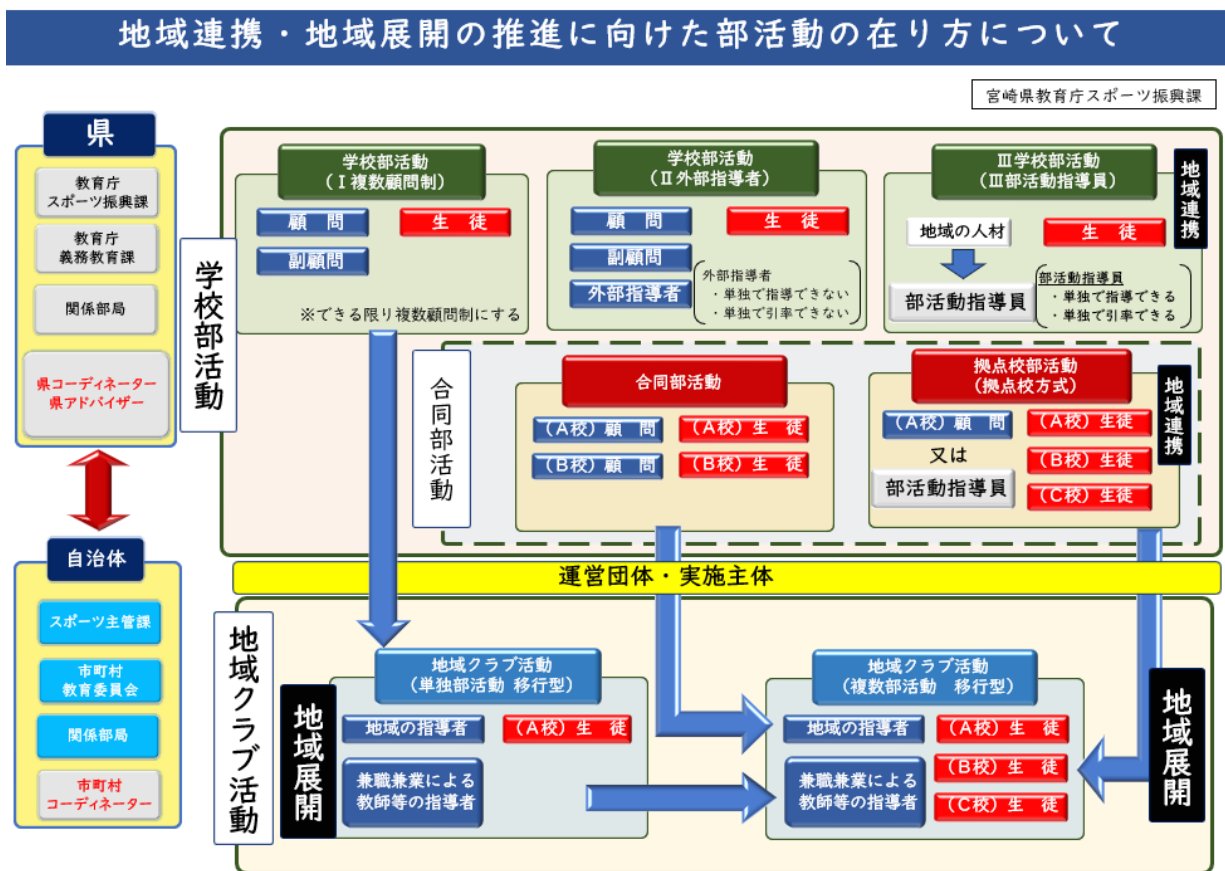 地域連携・地域展開の推進に向けた部活動の在り方について
宮崎県教育庁スポーツ振興課
県
教育庁
スポーツ振興課
教育庁
義務教育課
関係部局
県コーディネーター
県アドバイザー
自治体
スポーツ主管課
市町村
教育委員会
関係部局
市町村
コーディネーター
学校部活動
学校部活動
(Ⅰ複数顧問制)
顧 問
生 徒
副顧問
※できる限り複数顧問制にする
学校部活動
(Ⅱ外部指導者)
顧 問
生 徒
副顧問
外部指導者
外部指導者
・単独で指導できない
・単独で引率できない
Ⅲ学校部活動
(Ⅲ部活動指導員)
地域連携
地域の人材
生 徒
部活動指導員
部活動指導員
・単独で指導できる
・単独で引率できる
合同部活動
合同部活動
(A校)顧 問
(A校)生 徒
(B校)顧 問
(B校)生 徒
拠点校部活動
(拠点校方式)
地域連携
(A校)顧 問
(A校)生徒
又は
(B校)生徒
部活動指導員
(C校)生徒
運営団体・実施主体
地域クラブ活動
地域展開
地域クラブ活動
(単独部活動 移行型)
地域の指導者
(A校)生 徒
兼職兼業による
教師等の指導者
地域クラブ活動
(複数部活動 移行型)
地域の指導者
(A校)生 徒
兼職兼業による
教師等の指導者
(B校)生 徒
(C校)生 徒
地域展開